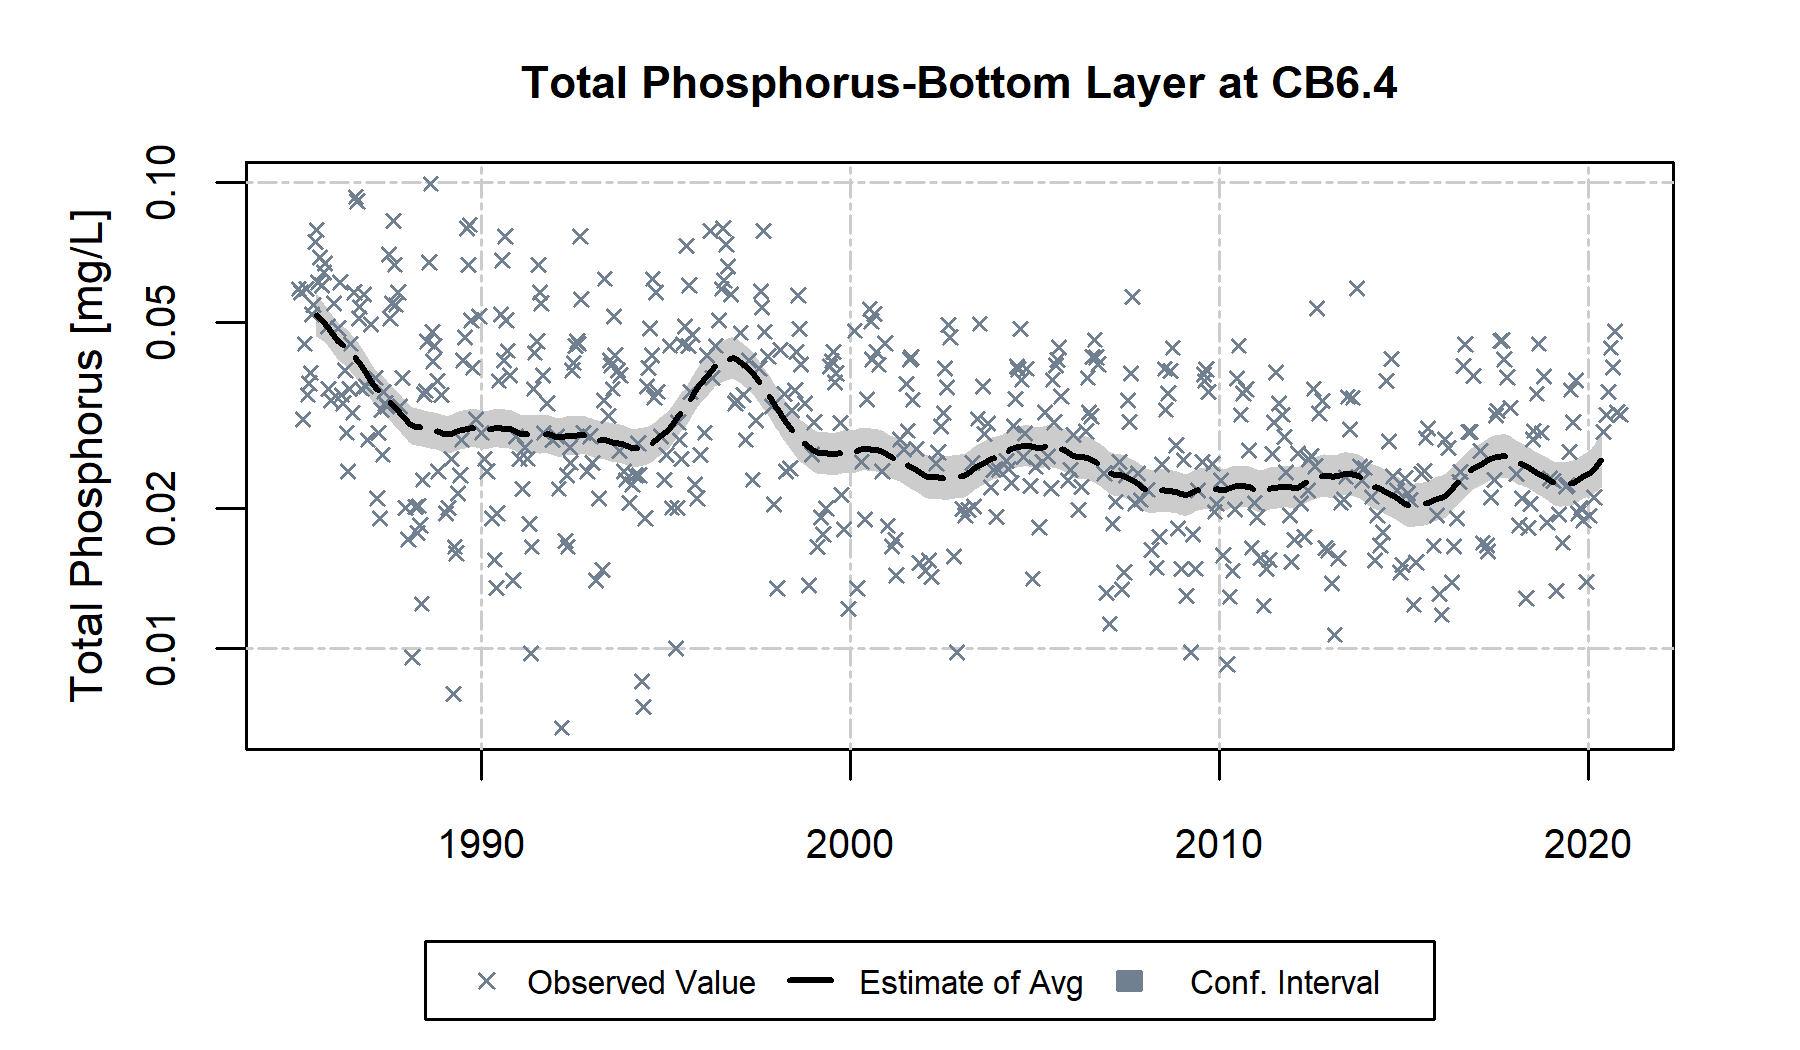 Total Phosphorus-Bottom Layer at CB6.4
Total Phosphorus [mg/L]
0.10
0.05
0.02
0.01
1990 2000 2010 2020
Observed Value Estimate of Avg Conf. Interval